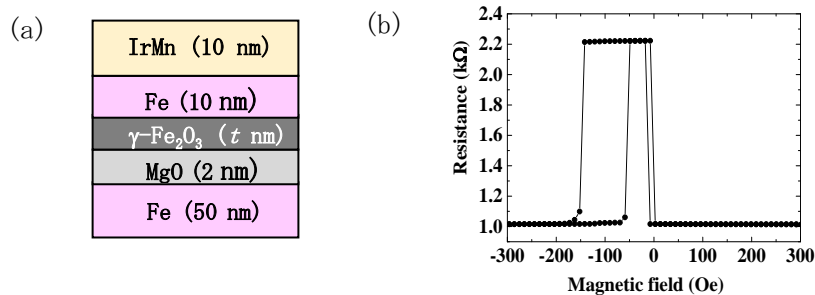 (a)
IrMn (10 nm)
Fe (10 nm)
γ-Fe₂O₃ (t nm)
MgO (2 nm)
Fe (50 nm)
(b)
Resistance (kΩ)
2.4
2.2
2.0
1.8
1.6
1.4
1.2
1.0
-300 -200 -100 0 100 200 300
Magnetic field (Oe)